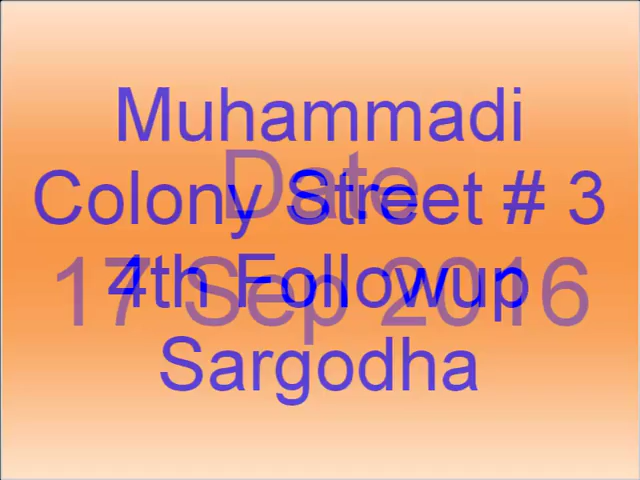 Muhammadi
Date
Colony Street # 3
17 Sep 2016
4th Followup
Sargodha